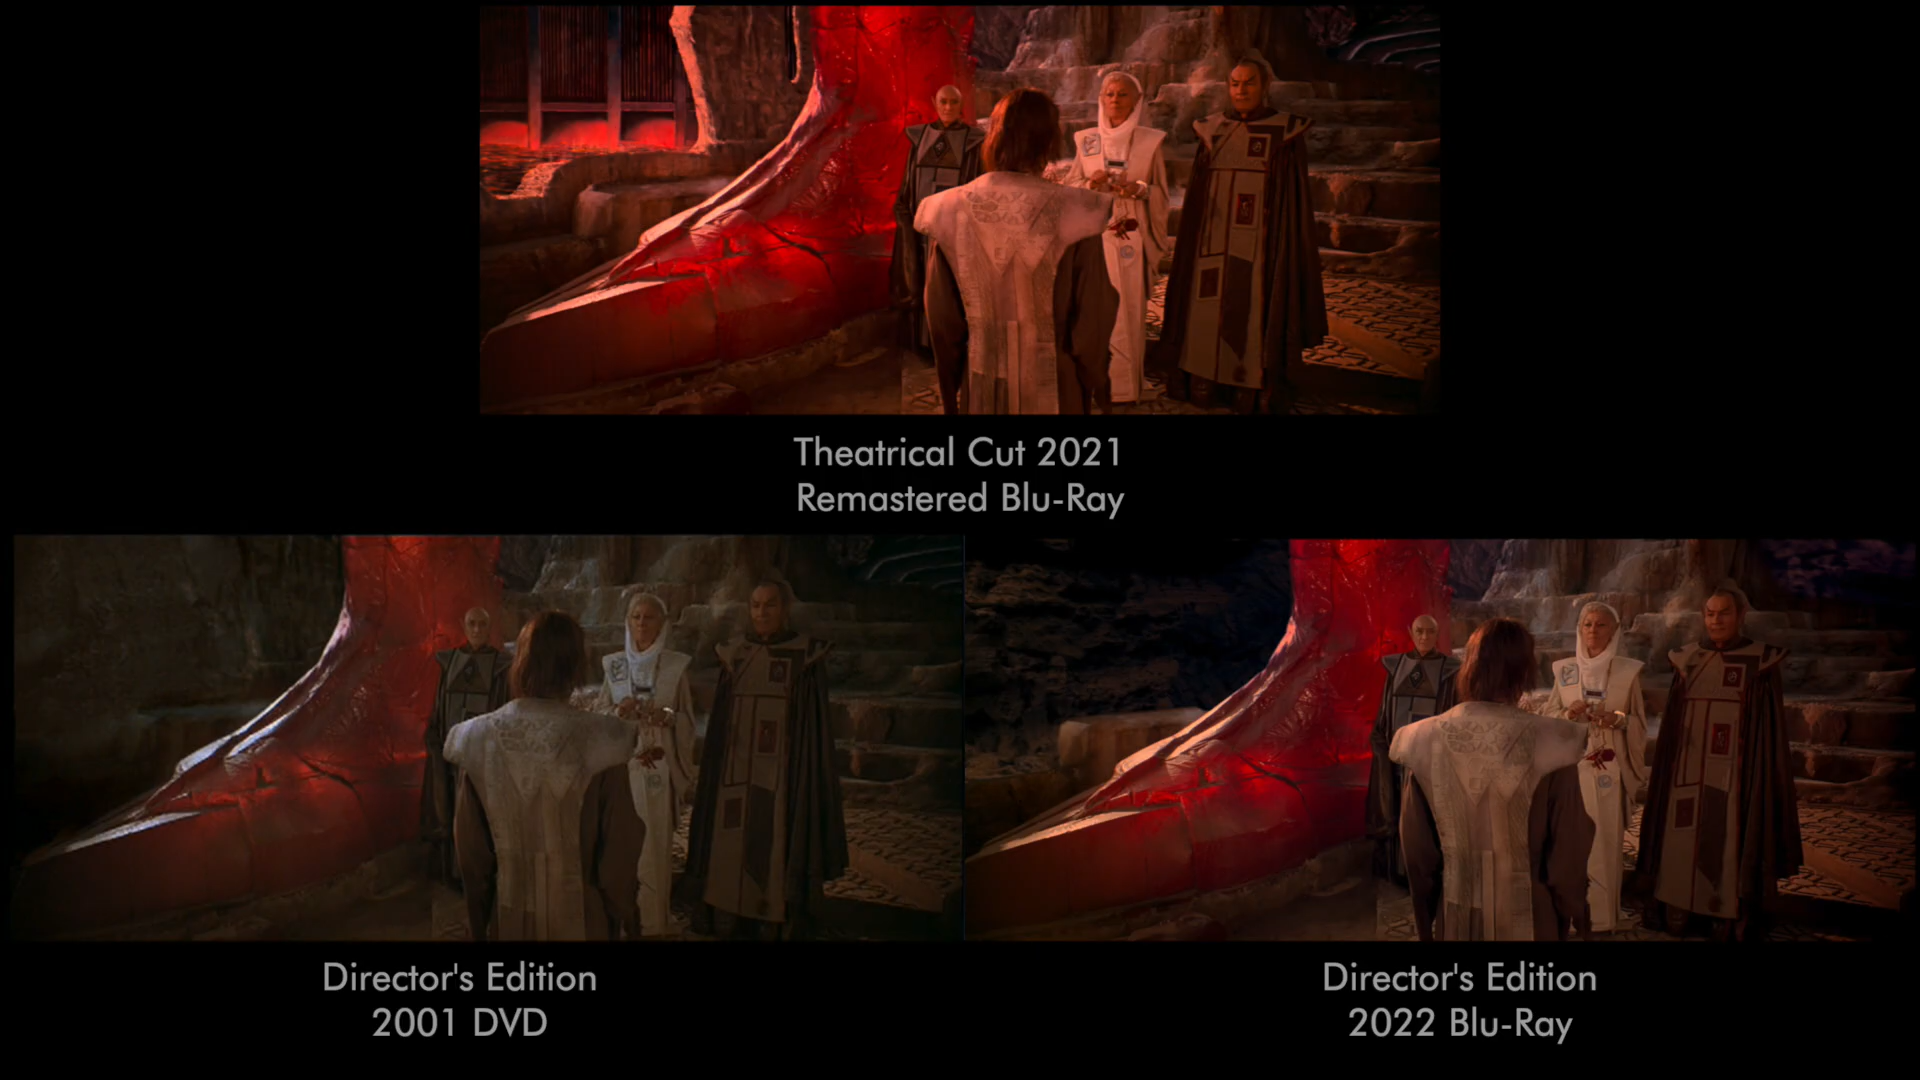 Theatrical Cut 2021
Remastered Blu-Ray
Director's Edition
2001 DVD
Director's Edition
2022 Blu-Ray